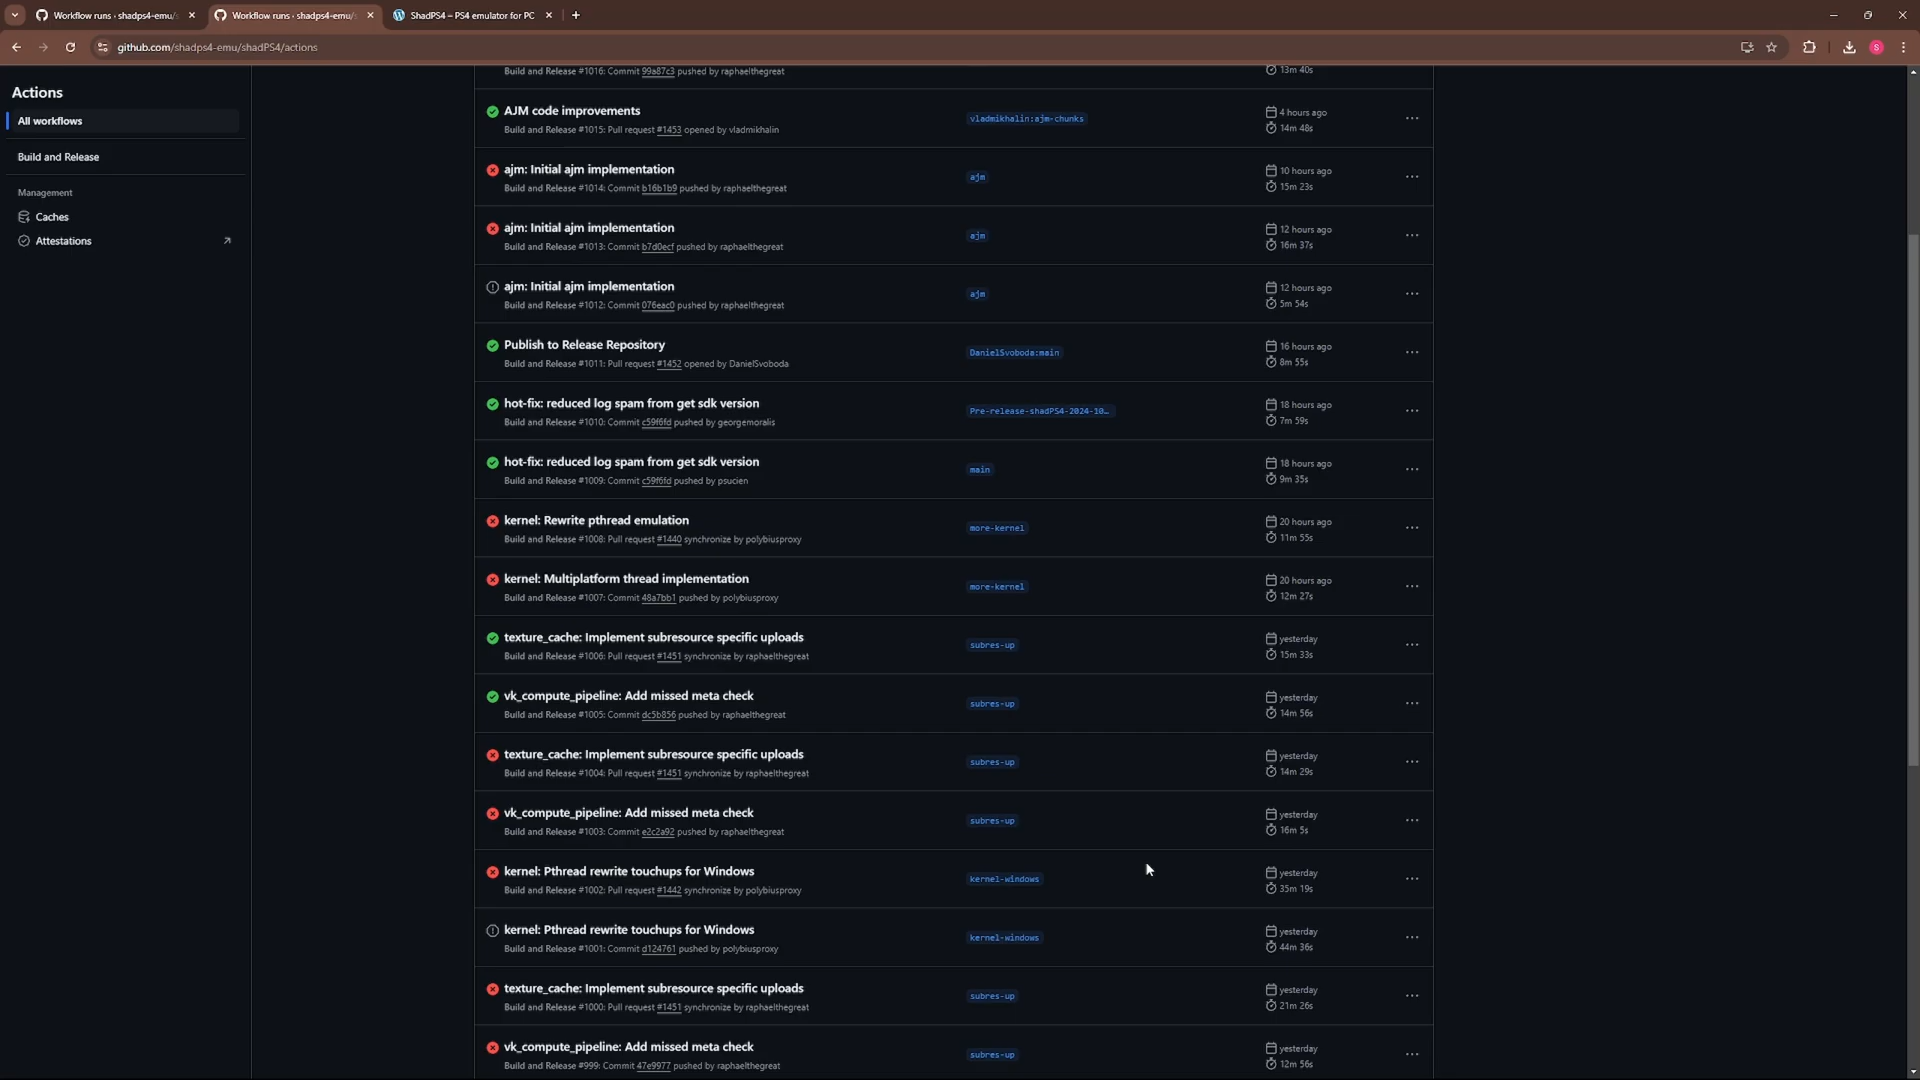 Workflow runs · shadps4-emu/s
Workflow runs · shadps4-emu/s
ShadPS4 – PS4 emulator for PC
github.com/shadps4-emu/shadPS4/actions
S
Actions
All workflows
Build and Release
Management
Caches
Attestations
Build and Release #1016: Commit 99a87c3 pushed by raphaelthegreat
13m 40s
AJM code improvements
Build and Release #1015: Pull request #1453 opened by vladmikhalin
vladmikhalin:ajm-chunks
4 hours ago
14m 48s
ajm: Initial ajm implementation
Build and Release #1014: Commit b16b1b9 pushed by raphaelthegreat
ajm
10 hours ago
15m 23s
ajm: Initial ajm implementation
Build and Release #1013: Commit b7d0ecf pushed by raphaelthegreat
ajm
12 hours ago
16m 37s
ajm: Initial ajm implementation
Build and Release #1012: Commit 076eac0 pushed by raphaelthegreat
ajm
12 hours ago
5m 54s
Publish to Release Repository
Build and Release #1011: Pull request #1452 opened by DanielSvoboda
DanielSvoboda:main
16 hours ago
8m 55s
hot-fix: reduced log spam from get sdk version
Build and Release #1010: Commit c59f6fd pushed by georgemoralis
Pre-release-shadPS4-2024-10…
18 hours ago
7m 59s
hot-fix: reduced log spam from get sdk version
Build and Release #1009: Commit c59f6fd pushed by psucien
main
18 hours ago
9m 35s
kernel: Rewrite pthread emulation
Build and Release #1008: Pull request #1440 synchronize by polybiusproxy
more-kernel
20 hours ago
11m 55s
kernel: Multiplatform thread implementation
Build and Release #1007: Commit 48a7bb1 pushed by polybiusproxy
more-kernel
20 hours ago
12m 27s
texture_cache: Implement subresource specific uploads
Build and Release #1006: Pull request #1451 synchronize by raphaelthegreat
subres-up
yesterday
15m 33s
vk_compute_pipeline: Add missed meta check
Build and Release #1005: Commit dc5b856 pushed by raphaelthegreat
subres-up
yesterday
14m 56s
texture_cache: Implement subresource specific uploads
Build and Release #1004: Pull request #1451 synchronize by raphaelthegreat
subres-up
yesterday
14m 29s
vk_compute_pipeline: Add missed meta check
Build and Release #1003: Commit e2c2a92 pushed by raphaelthegreat
subres-up
yesterday
16m 5s
kernel: Pthread rewrite touchups for Windows
Build and Release #1002: Pull request #1442 synchronize by polybiusproxy
kernel-windows
yesterday
35m 19s
kernel: Pthread rewrite touchups for Windows
Build and Release #1001: Commit d124761 pushed by polybiusproxy
kernel-windows
yesterday
44m 36s
texture_cache: Implement subresource specific uploads
Build and Release #1000: Pull request #1451 synchronize by raphaelthegreat
subres-up
yesterday
21m 26s
vk_compute_pipeline: Add missed meta check
Build and Release #999: Commit 47e9977 pushed by raphaelthegreat
subres-up
yesterday
12m 56s